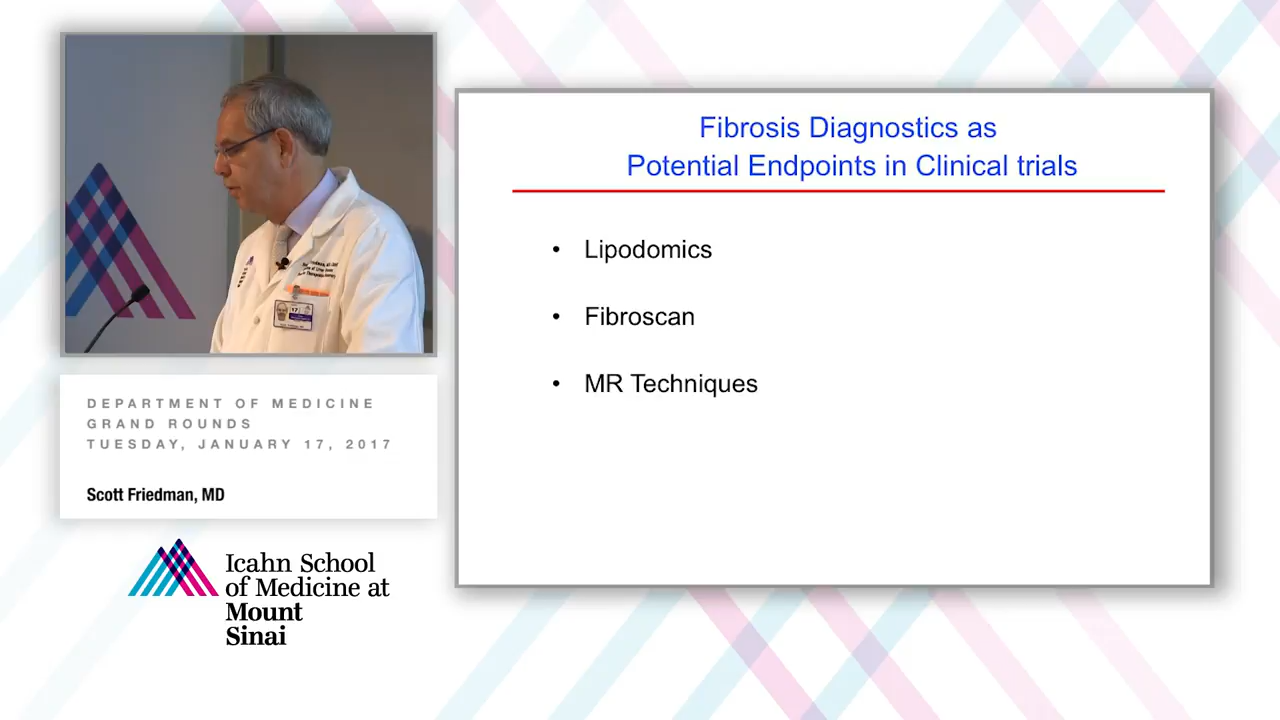 Fibrosis Diagnostics as
Potential Endpoints in Clinical trials
• Lipodomics
• Fibroscan
• MR Techniques
17
DEPARTMENT OF MEDICINE
GRAND ROUNDS
TUESDAY, JANUARY 17, 2017
Scott Friedman, MD
Icahn School
of Medicine at
Mount
Sinai